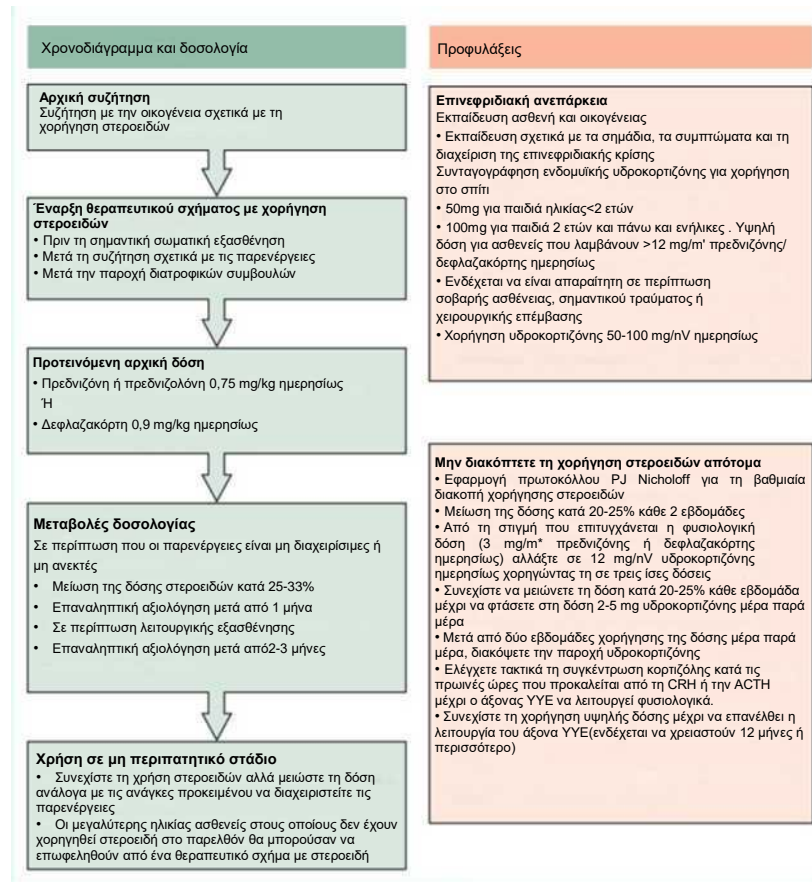 Χρονοδιάγραμμα και δοσολογία
Αρχική συζήτηση
Συζήτηση με την οικογένεια σχετικά με τη
χορήγηση στεροειδών
Έναρξη θεραπευτικού σχήματος με χορήγηση
στεροειδών
• Πριν τη σημαντική σωματική εξασθένηση
• Μετά τη συζήτηση σχετικά με τις παρενέργειες
• Μετά την παροχή διατροφικών συμβουλών
Προτεινόμενη αρχική δόση
• Πρεδνιζόνη ή πρεδνιζολόνη 0,75 mg/kg ημερησίως
Ή
• Δεφλαζακόρτη 0,9 mg/kg ημερησίως
Μεταβολές δοσολογίας
Σε περίπτωση που οι παρενέργειες είναι μη διαχειρίσιμες ή
μη ανεκτές
• Μείωση της δόσης στεροειδών κατά 25-33%
• Επαναληπτική αξιολόγηση μετά από 1 μήνα
• Σε περίπτωση λειτουργικής εξασθένησης
• Επαναληπτική αξιολόγηση μετά από2-3 μήνες
Χρήση σε μη περιπατητικό στάδιο
• Συνεχίστε τη χρήση στεροειδών αλλά μειώστε τη δόση
ανάλογα με τις ανάγκες προκειμένου να διαχειριστείτε τις
παρενέργειες
• Οι μεγαλύτερης ηλικίας ασθενείς στους οποίους δεν έχουν
χορηγηθεί στεροειδή στο παρελθόν θα μπορούσαν να
επωφεληθούν από ένα θεραπευτικό σχήμα με στεροειδή
Προφυλάξεις
Επινεφριδιακή ανεπάρκεια
Εκπαίδευση ασθενή και οικογένειας
• Εκπαίδευση σχετικά με τα σημάδια, τα συμπτώματα και τη
διαχείριση της επινεφριδιακής κρίσης
Συνταγογράφηση ενδομυϊκής υδροκορτιζόνης για χορήγηση
στο σπίτι
• 50mg για παιδιά ηλικίας<2 ετών
• 100mg για παιδιά 2 ετών και πάνω και ενήλικες . Υψηλή
δόση για ασθενείς που λαμβάνουν >12 mg/m' πρεδνιζόνης/
δεφλαζακόρτης ημερησίως
• Ενδέχεται να είναι απαραίτητη σε περίπτωση
σοβαρής ασθένειας, σημαντικού τραύματος ή
χειρουργικής επέμβασης
• Χορήγηση υδροκορτιζόνης 50-100 mg/nV ημερησίως
Μην διακόπτετε τη χορήγηση στεροειδών απότομα
• Εφαρμογή πρωτοκόλλου PJ Nicholoff για τη βαθμιαία
διακοπή χορήγησης στεροειδών
• Μείωση της δόσης κατά 20-25% κάθε 2 εβδομάδες
• Από τη στιγμή που επιτυγχάνεται η φυσιολογική
δόση (3 mg/m* πρεδνιζόνης ή δεφλαζακόρτης
ημερησίως) αλλάξτε σε 12 mg/nV υδροκορτιζόνης
ημερησίως χορηγώντας τη σε τρεις ίσες δόσεις
• Συνεχίστε να μειώνετε τη δόση κατά 20-25% κάθε εβδομάδα
μέχρι να φτάσετε στη δόση 2-5 mg υδροκορτιζόνης μέρα παρά
μέρα
• Μετά από δύο εβδομάδες χορήγησης της δόσης μέρα παρά
μέρα, διακόψετε την παροχή υδροκορτιζόνης
• Ελέγχετε τακτικά τη συγκέντρωση κορτιζόλης κατά τις
πρωινές ώρες που προκαλείται από τη CRH ή την ACTH
μέχρι ο άξονας ΥΥΕ να λειτουργεί φυσιολογικά.
• Συνεχίστε τη χορήγηση υψηλής δόσης μέχρι να επανέλθει η
λειτουργία του άξονα ΥΥΕ(ενδέχεται να χρειαστούν 12 μήνες ή
περισσότερο)